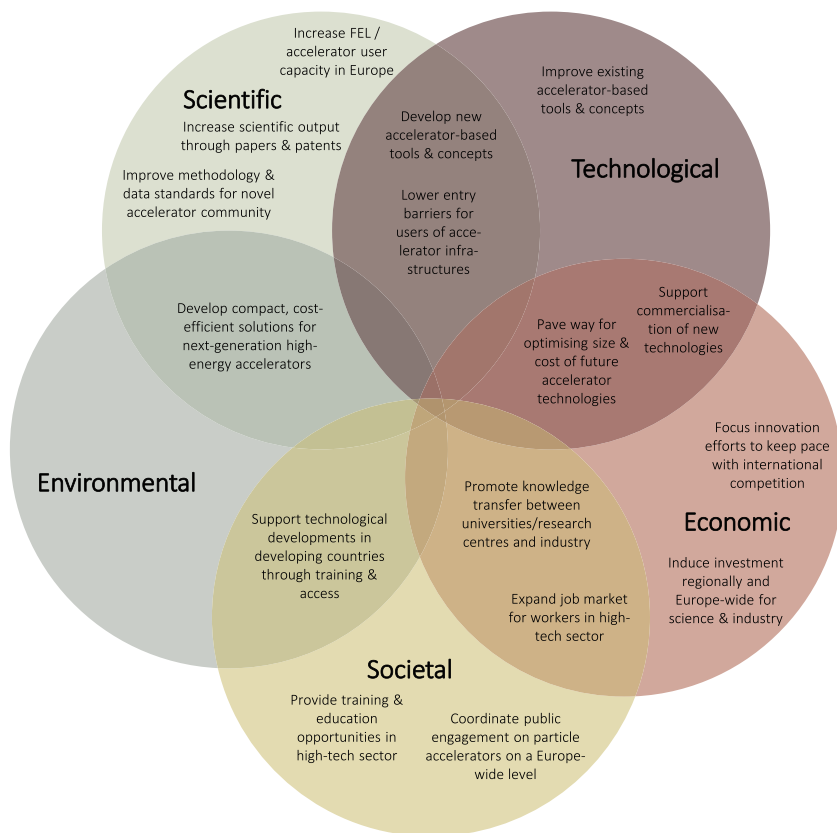 Increase FEL /
accelerator user
capacity in Europe
Scientific
Increase scientific output
through papers & patents
Improve methodology &
data standards for novel
accelerator community
Develop new
accelerator-based
tools & concepts
Lower entry
barriers for
users of acce-
lerator infra-
structures
Improve existing
accelerator-based
tools & concepts
Technological
Develop compact, cost-
efficient solutions for
next-generation high-
energy accelerators
Pave way for
optimising size &
cost of future
accelerator
technologies
Support
commercialisa-
tion of new
technologies
Environmental
Focus innovation
efforts to keep pace
with international
competition
Economic
Induce investment
regionally and
Europe-wide for
science & industry
Support technological
developments in
developing countries
through training &
access
Promote knowledge
transfer between
universities/research
centres and industry
Expand job market
for workers in high-
tech sector
Societal
Provide training &
education
opportunities in
high-tech sector
Coordinate public
engagement on particle
accelerators on a Europe-
wide level